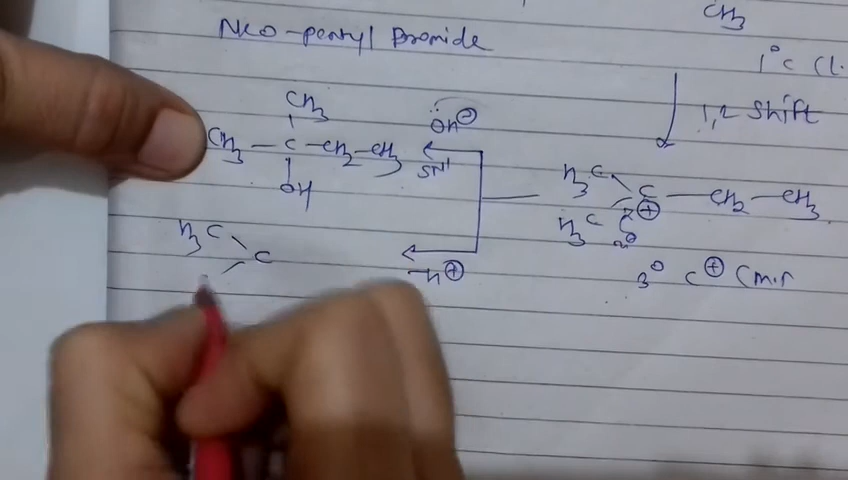 Neo-pentyl Bromide
CH3
1° C (l.
1,2 shift
CH3
CH3 – C – CH2 – CH3
OH
:OH⊖
SN1
H3C
H3C
C – CH2 – CH3
⊕
3° C⊕ (m.r
–H⊕
H3C
C